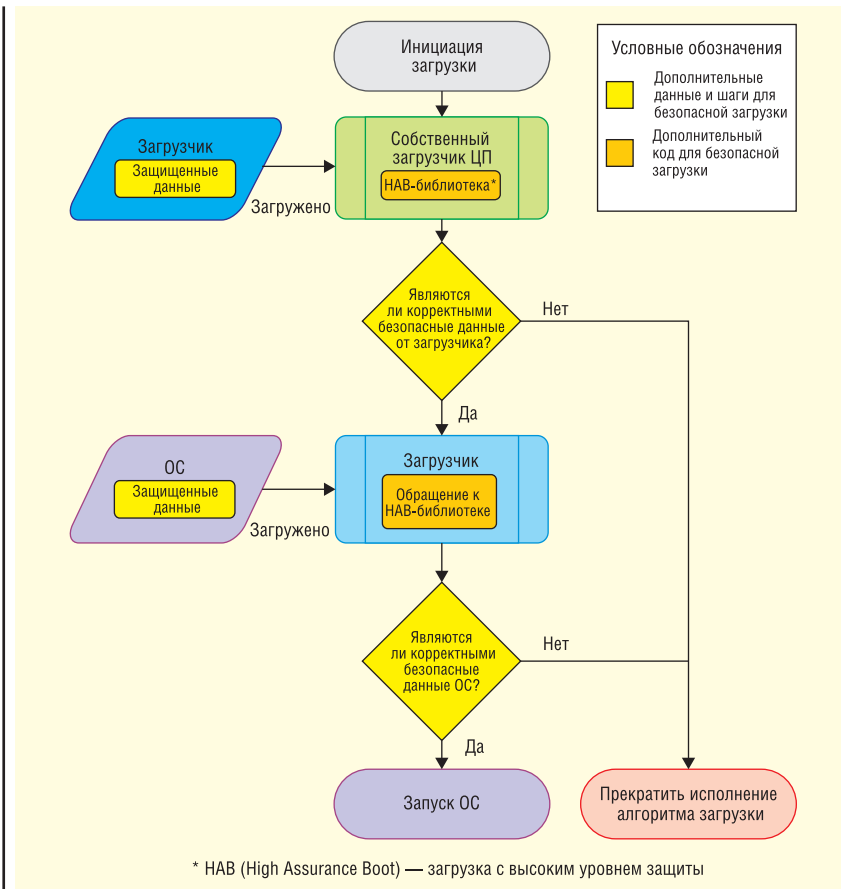 Инициация
загрузки
Условные обозначения
Дополнительные
данные и шаги для
безопасной загрузки
Дополнительный
код для безопасной
загрузки
Загрузчик
Защищенные
данные
Загружено
Собственный
загрузчик ЦП
НАВ-библиотека*
Являются
ли корректными
безопасные данные
от загрузчика?
Нет
Да
ОС
Защищенные
данные
Загружено
Загрузчик
Обращение к
НАВ-библиотеке
Являются
ли корректными
безопасные
данные ОС?
Нет
Да
Запуск ОС
Прекратить исполнение
алгоритма загрузки
* HAB (High Assurance Boot) — загрузка с высоким уровнем защиты